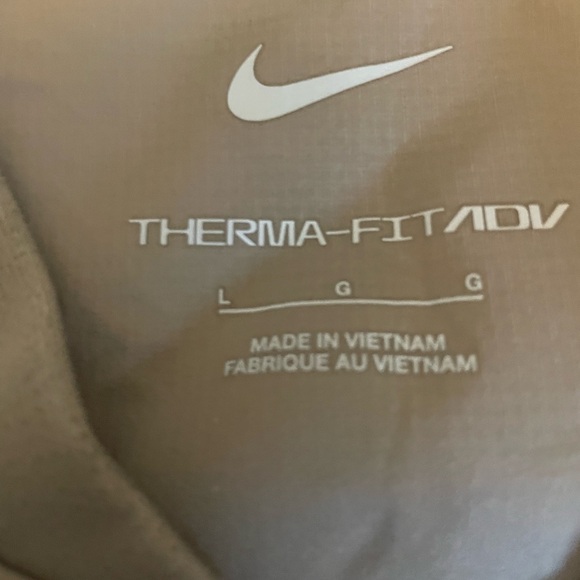 THERMA-FIT ADV
L G G
MADE IN VIETNAM
FABRIQUE AU VIETNAM